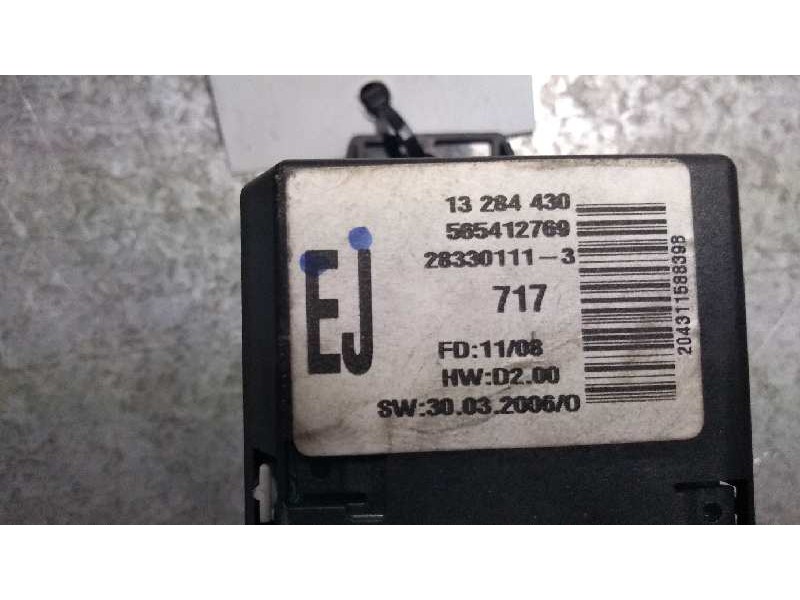 13 284 430
565412769
28330111-3
EJ
717
FD:11/08
HW:D2.00
SW:30.03.2006/0
204311588398